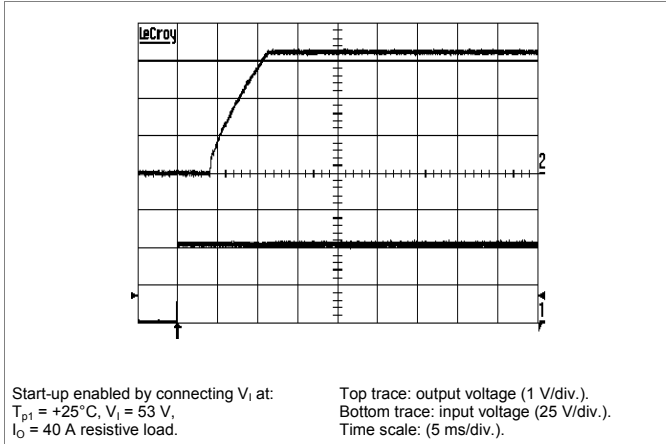 LeCroy
2
1
Start-up enabled by connecting VI at:
Tp1 = +25°C, VI = 53 V,
IO = 40 A resistive load.
Top trace: output voltage (1 V/div.).
Bottom trace: input voltage (25 V/div.).
Time scale: (5 ms/div.).